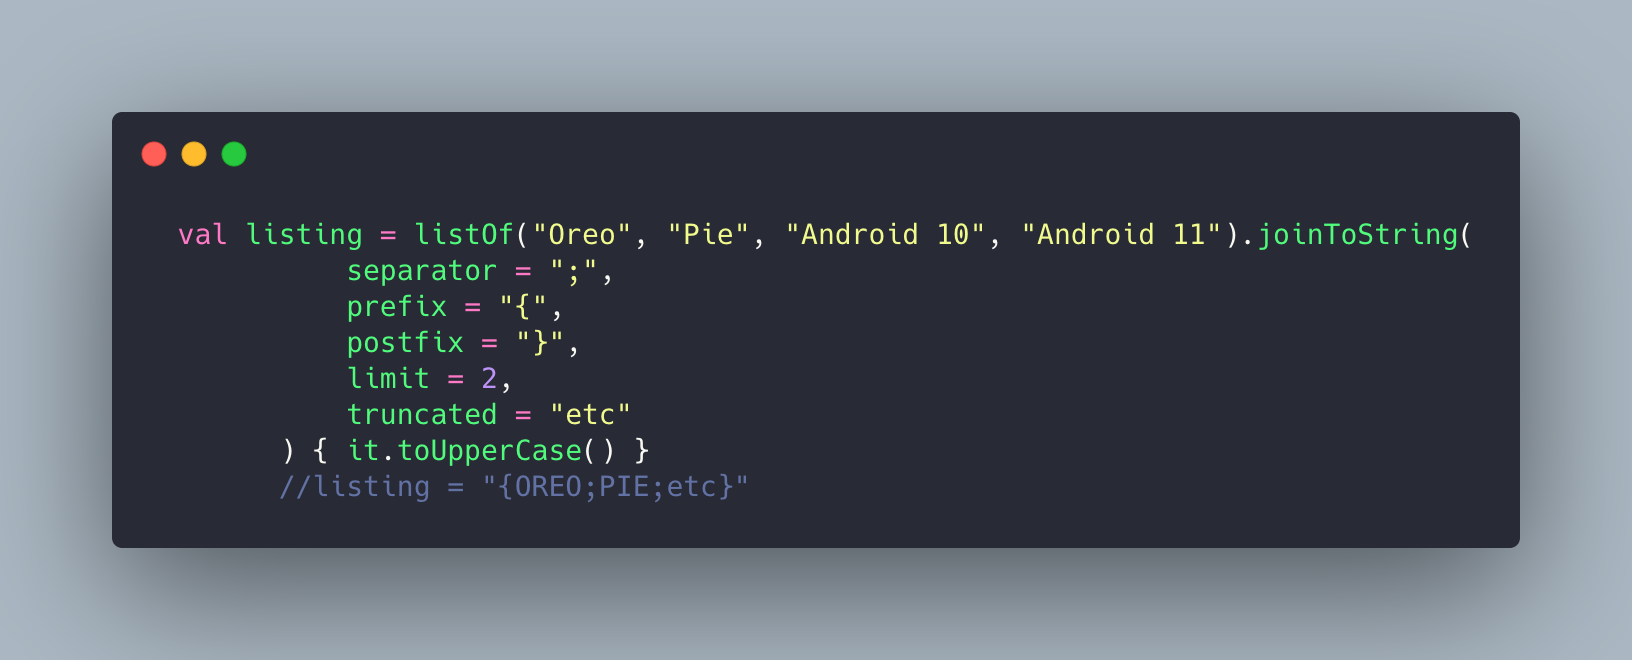 val listing = listOf("Oreo", "Pie", "Android 10", "Android 11").joinToString(
separator = ";",
prefix = "{",
postfix = "}",
limit = 2,
truncated = "etc"
) { it.toUpperCase() }
//listing = "{OREO;PIE;etc}"